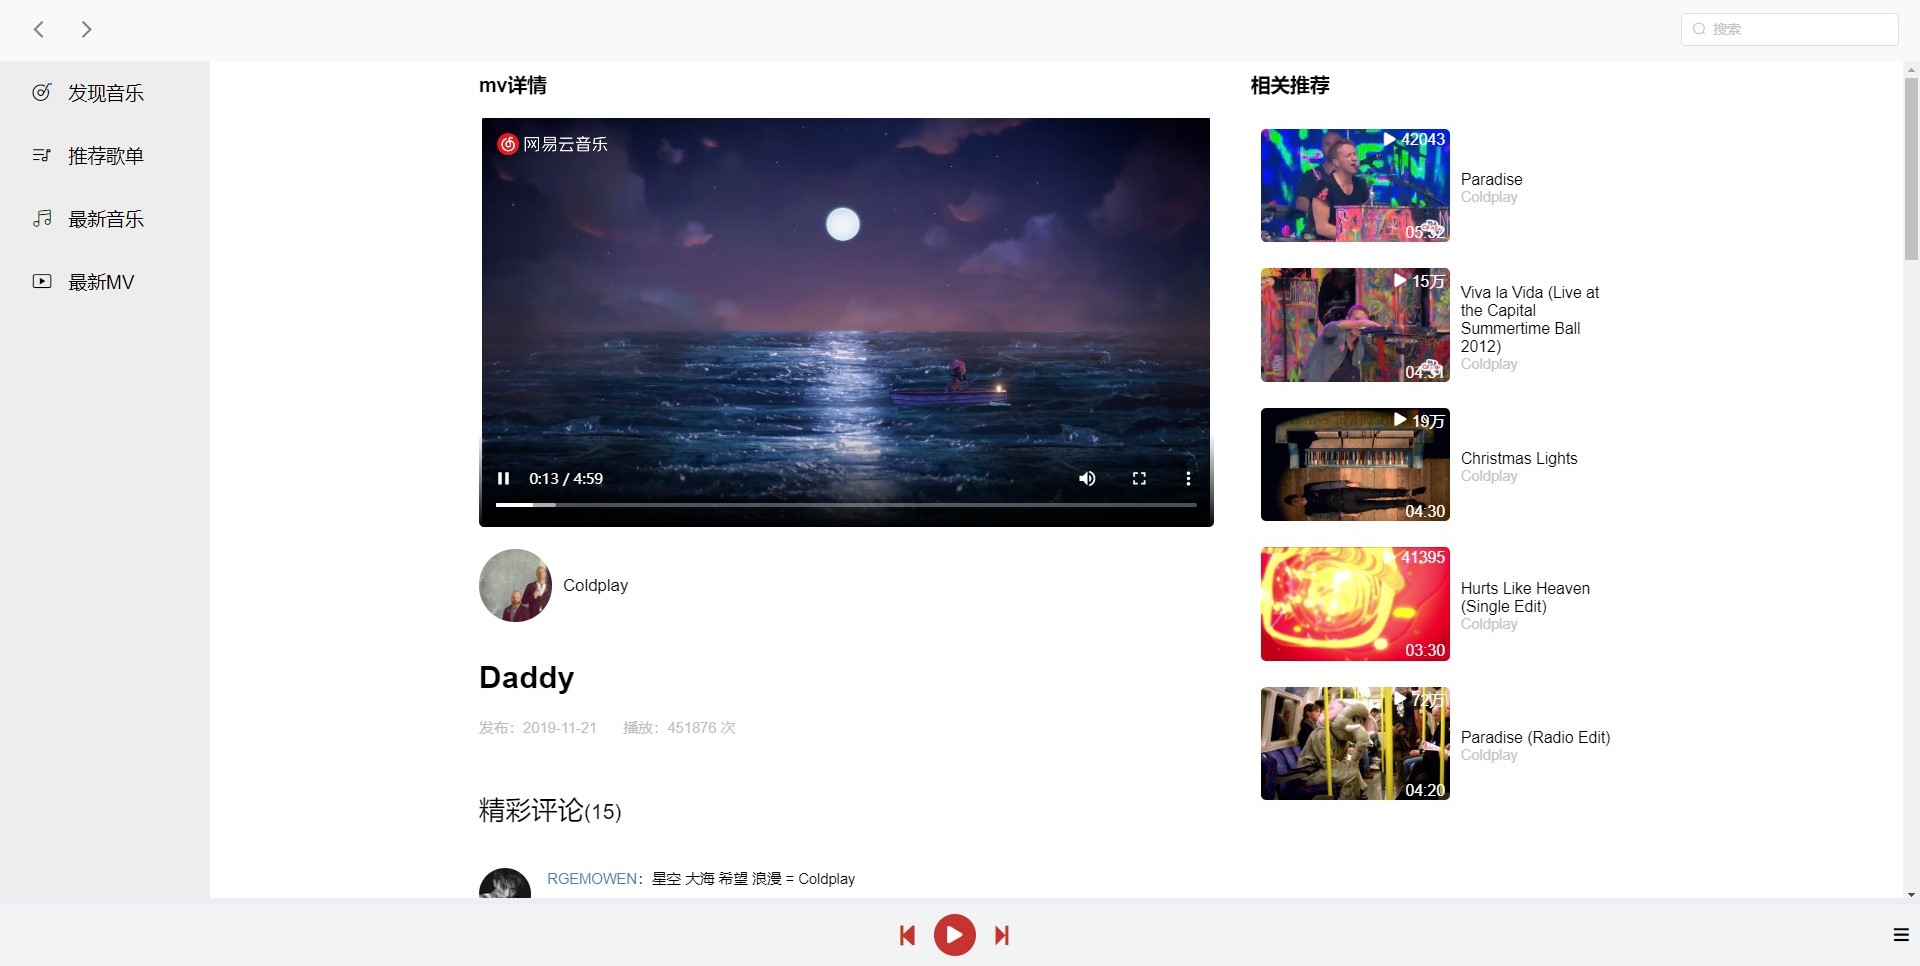 搜索
发现音乐
推荐歌单
最新音乐
最新MV
mv详情
网易云音乐
0:13 / 4:59
Coldplay
Daddy
发布：2019-11-21 播放：451876 次
精彩评论(15)
RGEMOWEN：星空 大海 希望 浪漫 = Coldplay
相关推荐
42043
05:32
Paradise
Coldplay
15万
04:31
Viva la Vida (Live at
the Capital
Summertime Ball
2012)
Coldplay
19万
04:30
Christmas Lights
Coldplay
41395
03:30
Hurts Like Heaven
(Single Edit)
Coldplay
72万
04:20
Paradise (Radio Edit)
Coldplay